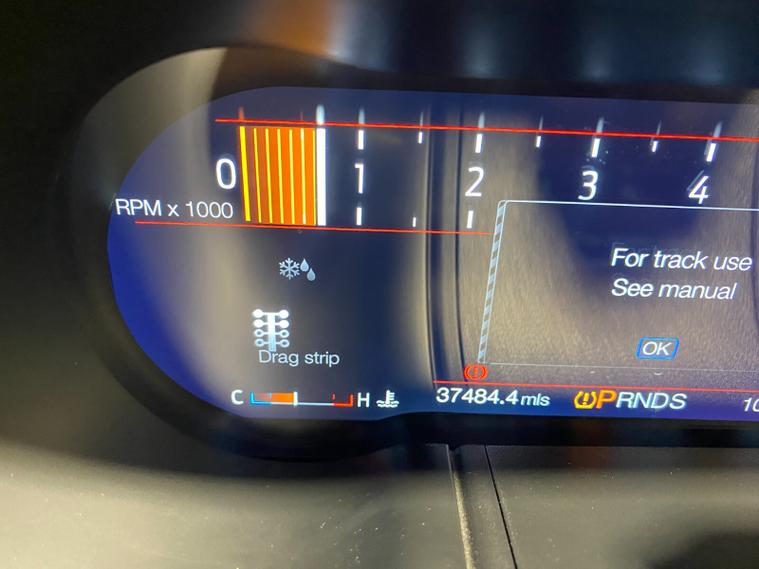 0 1 2 3 4
RPM x 1000
For track use
See manual
OK
Drag strip
C H
37484.4 mls PRNDS 10